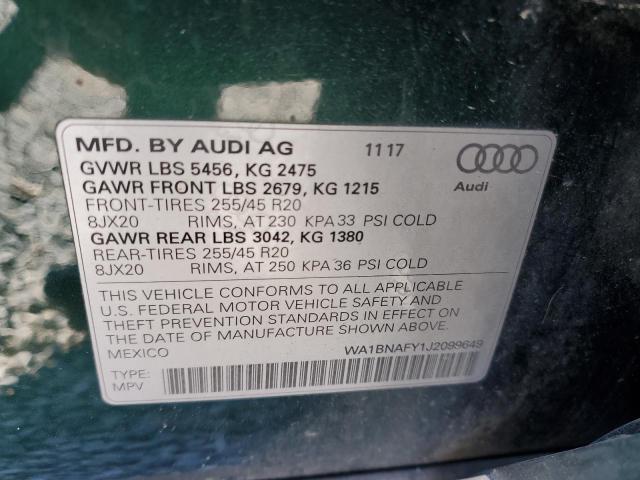 MFD. BY AUDI AG 11 17
GVWR LBS 5456, KG 2475
GAWR FRONT LBS 2679, KG 1215
FRONT-TIRES 255/45 R20
8JX20 RIMS, AT 230 KPA 33 PSI COLD
GAWR REAR LBS 3042, KG 1380
REAR-TIRES 255/45 R20
8JX20 RIMS, AT 250 KPA 36 PSI COLD
Audi
THIS VEHICLE CONFORMS TO ALL APPLICABLE
U.S. FEDERAL MOTOR VEHICLE SAFETY AND
THEFT PREVENTION STANDARDS IN EFFECT ON
THE DATE OF MANUFACTURE SHOWN ABOVE.
MEXICO WA1BNAFY1J2099649
TYPE:
MPV